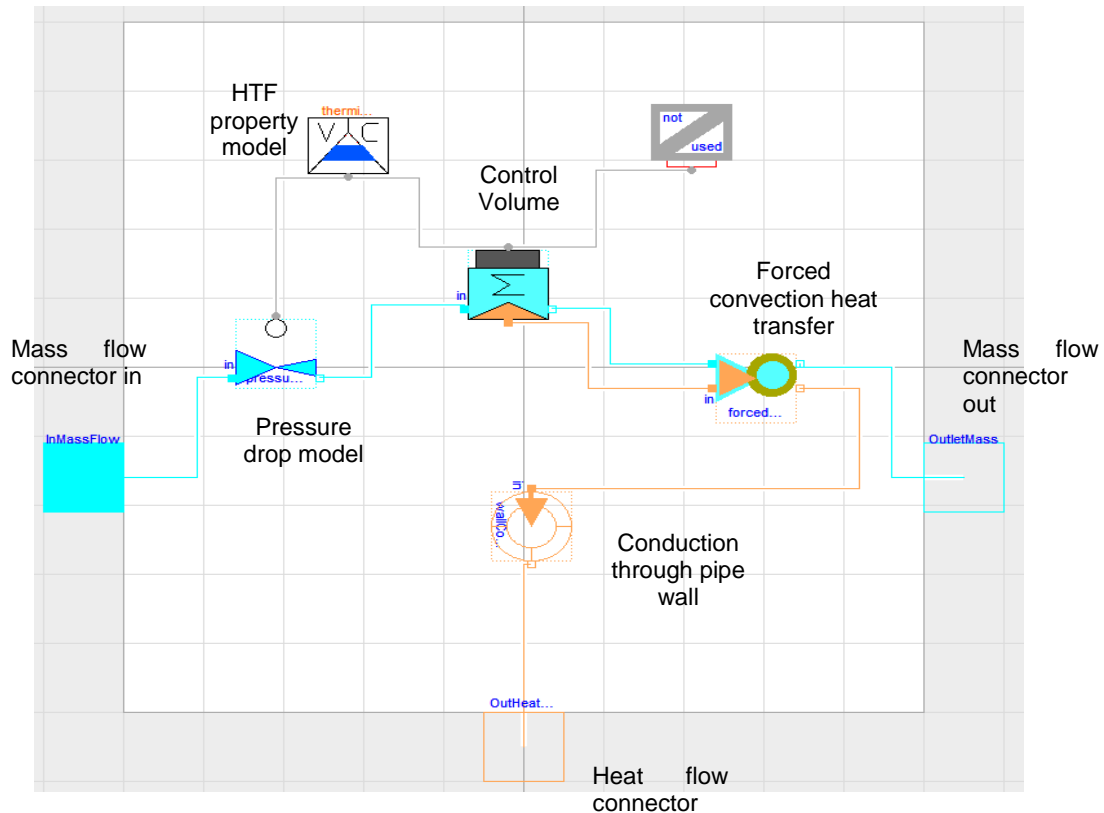 HTF
property
model
thermi...
not
used
Control
Volume
in
Forced
convection heat
transfer
Mass flow
connector in
in
pressu...
Pressure
drop model
in
forced...
Mass flow
connector
out
InMassFlow
OutletMass
in
wallCo...
Conduction
through pipe
wall
OutHeat...
Heat flow
connector